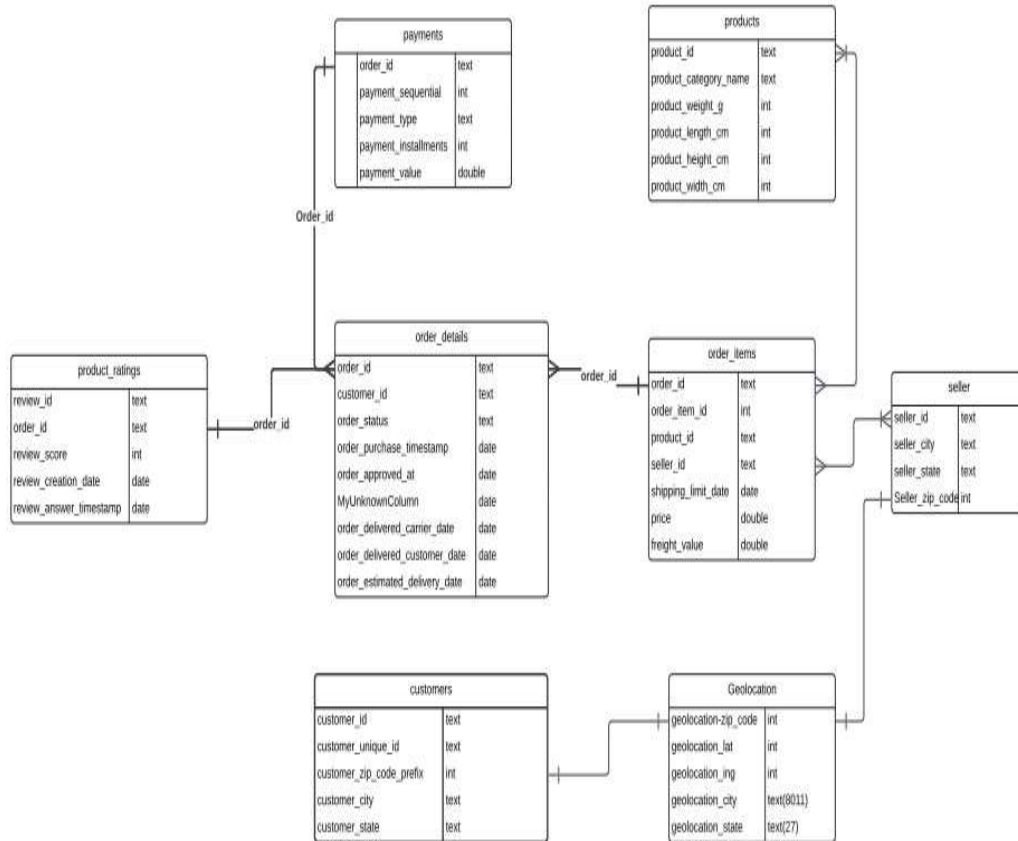 payments
order_id text
payment_sequential int
payment_type text
payment_installments int
payment_value double
products
product_id text
product_category_name text
product_weight_g int
product_length_cm int
product_height_cm int
product_width_cm int
Order_id
order_details
order_id text
customer_id text
order_status text
order_purchase_timestamp date
order_approved_at date
MyUnknownColumn date
order_delivered_carrier_date date
order_delivered_customer_date date
order_estimated_delivery_date date
product_ratings
review_id text
order_id text
review_score int
review_creation_date date
review_answer_timestamp date
order_id
order_id
order_items
order_id text
order_item_id int
product_id text
seller_id text
shipping_limit_date date
price double
freight_value double
seller
seller_id text
seller_city text
seller_state text
Seller_zip_code int
customers
customer_id text
customer_unique_id text
customer_zip_code_prefix int
customer_city text
customer_state text
Geolocation
geolocation-zip_code int
geolocation_lat int
geolocation_ing int
geolocation_city text(8011)
geolocation_state text(27)